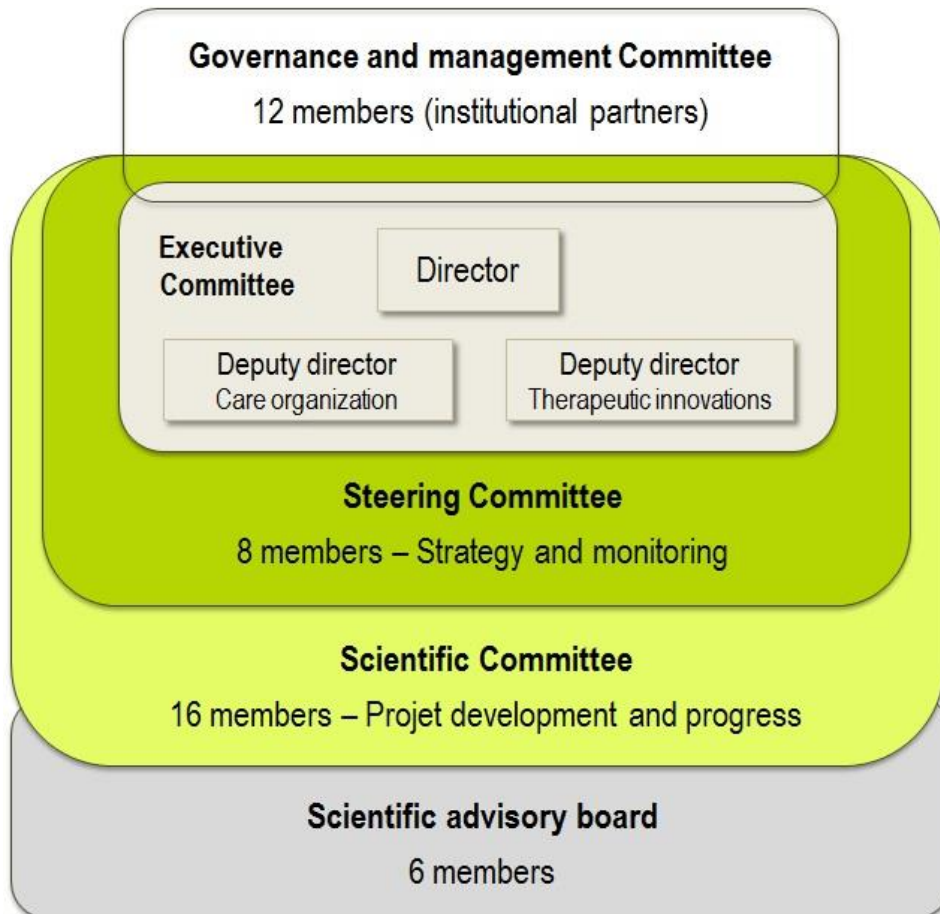 Governance and management Committee
12 members (institutional partners)
Executive
Committee
Director
Deputy director
Care organization
Deputy director
Therapeutic innovations
Steering Committee
8 members – Strategy and monitoring
Scientific Committee
16 members – Projet development and progress
Scientific advisory board
6 members